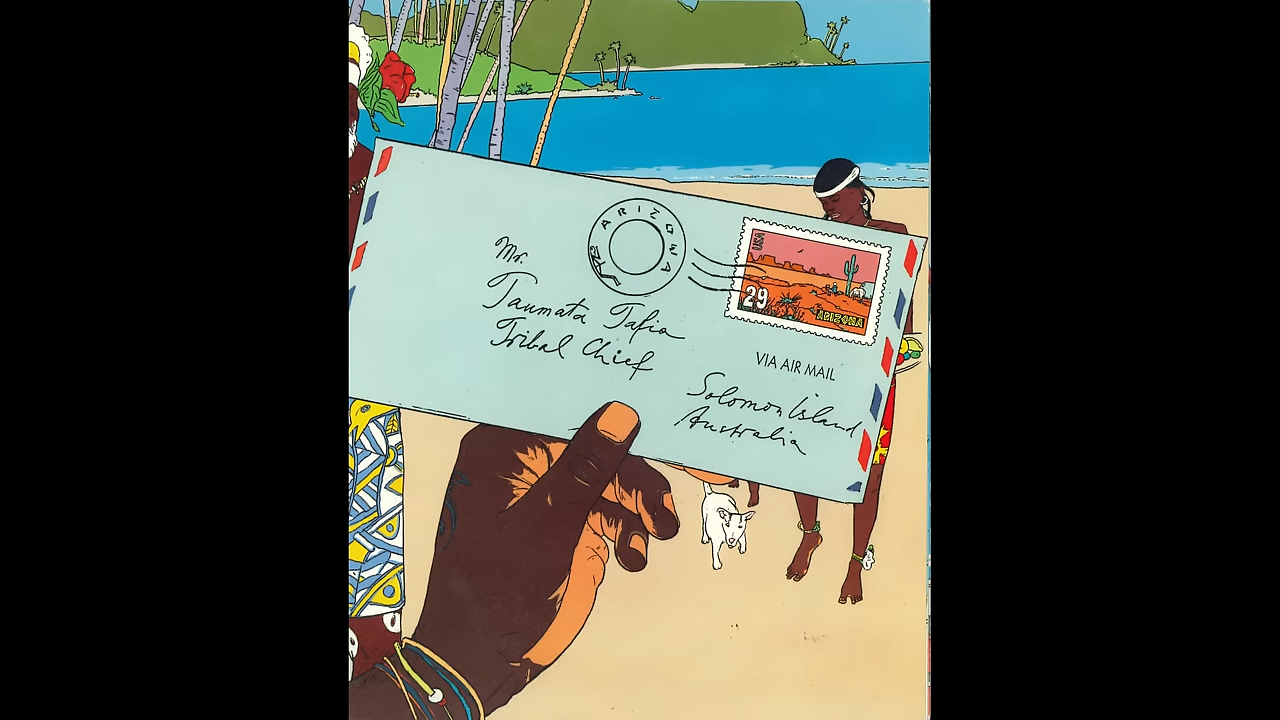 ARIZONA
USA
29
ARIZONA
VIA AIR MAIL
Mr.
Taumata Tafia
Tribal Chief
Solomon Island
Australia